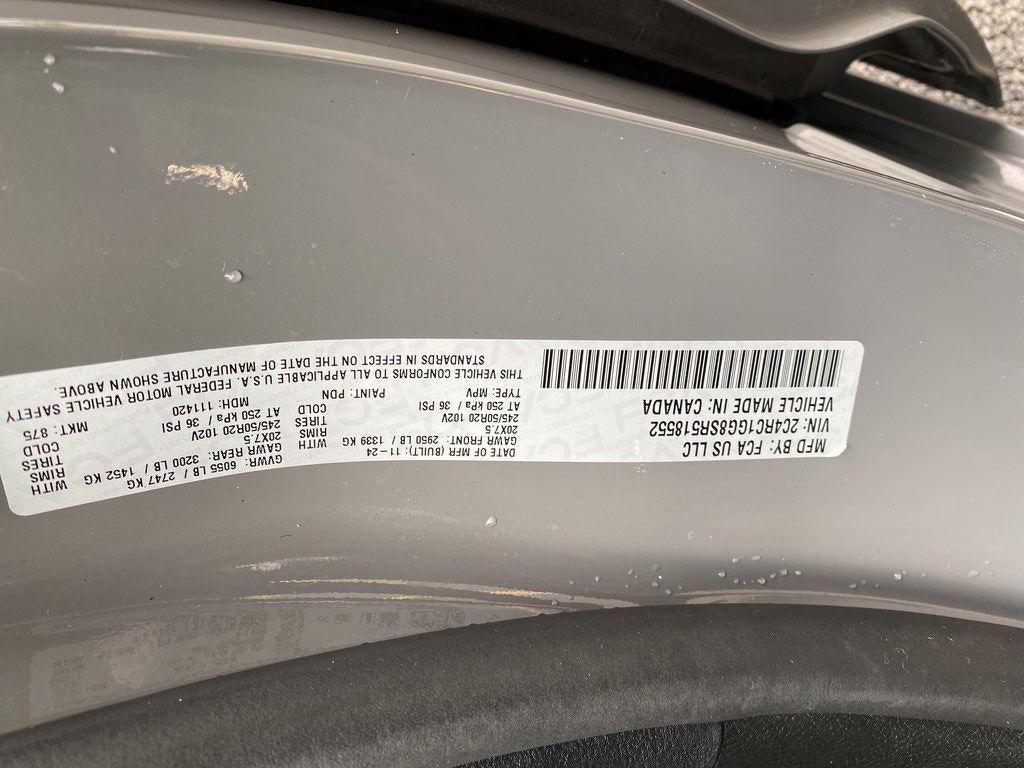 MFD BY: FCA US LLC
VIN: 2C4RC1GG8SR518552
VEHICLE MADE IN: CANADA
DATE OF MFR (BUILT): 11-24
GAWR FRONT: 2950 LB / 1339 KG
WITH
RIMS
TIRES
COLD
20X7.5
245/50R20 102V
AT 250 kPa / 36 PSI
TYPE: MPV
PAINT: PDN
GVWR: 6055 LB / 2747 KG
GAWR REAR: 3200 LB / 1452 KG
WITH
RIMS
TIRES
COLD
20X7.5
245/50R20 102V
AT 250 kPa / 36 PSI
MDH: 111420
MKT: 875
THIS VEHICLE CONFORMS TO ALL APPLICABLE U.S.A. FEDERAL MOTOR VEHICLE SAFETY
STANDARDS IN EFFECT ON THE DATE OF MANUFACTURE SHOWN ABOVE.